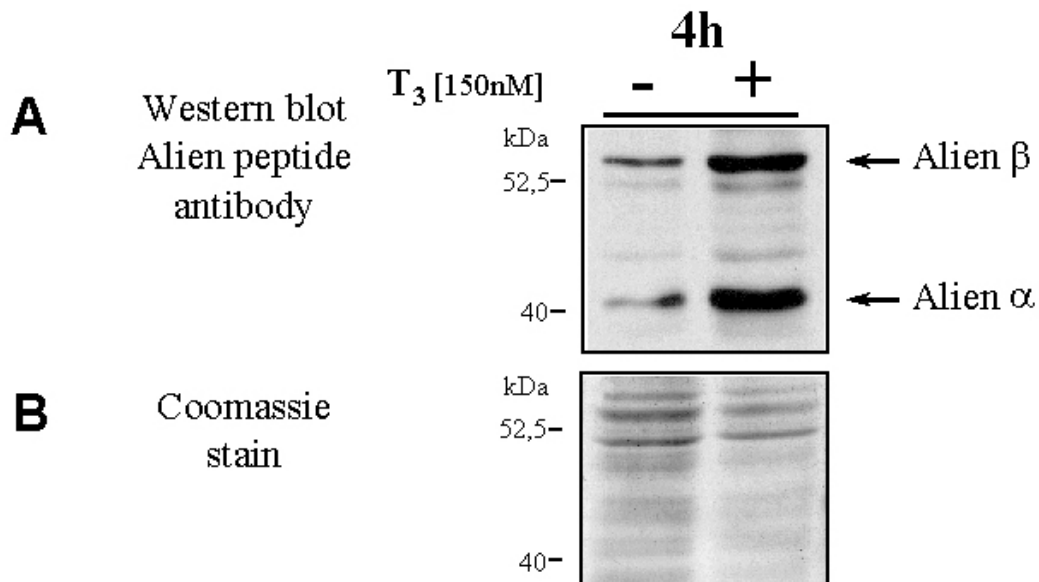 4h
T₃ [150nM] - +
A
Western blot
Alien peptide
antibody
kDa
52,5-
40-
Alien β
Alien α
B
Coomassie
stain
kDa
52,5-
40-